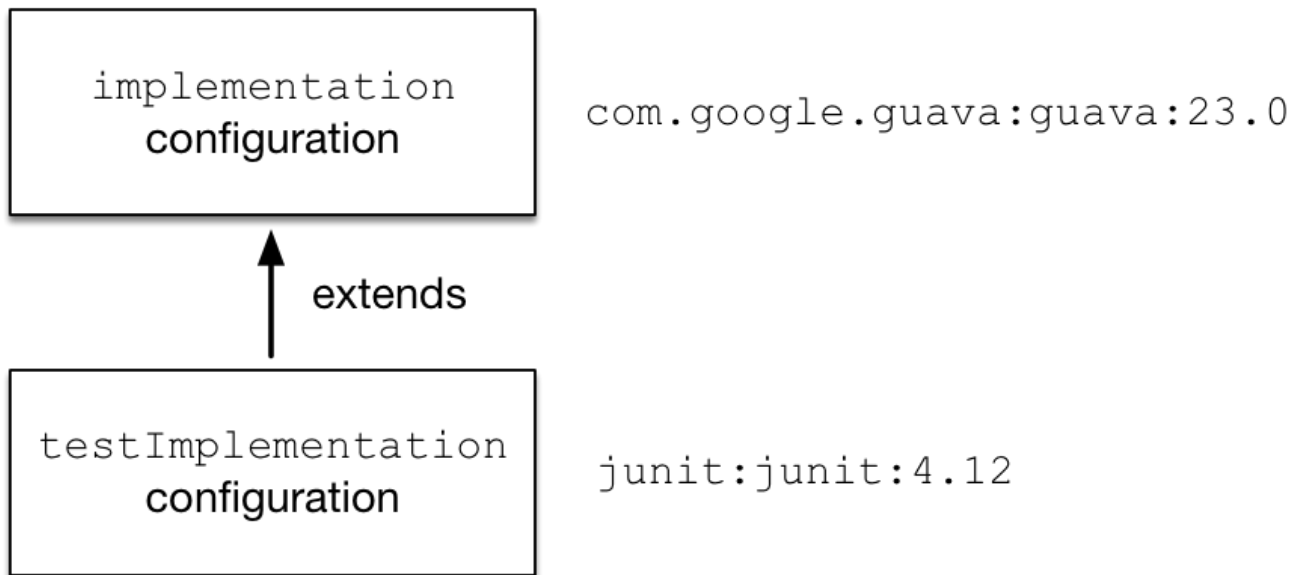 implementation
configuration
com.google.guava:guava:23.0
extends
testImplementation
configuration
junit:junit:4.12